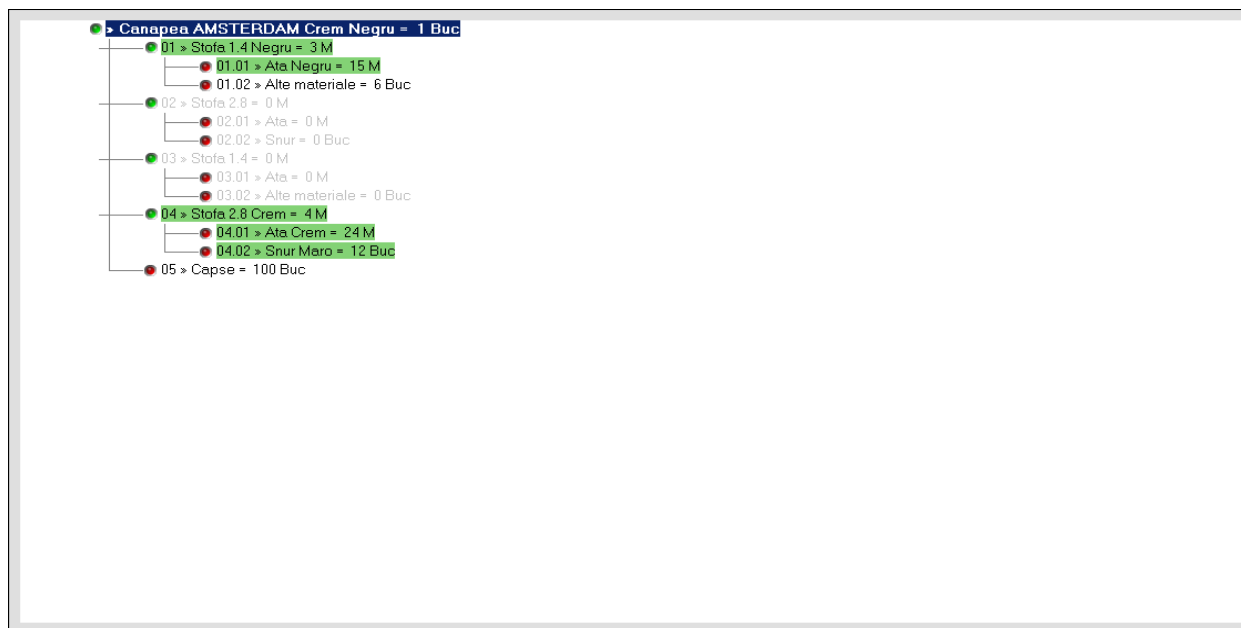 » Canapea AMSTERDAM Crem Negru = 1 Buc
01 » Stofa 1.4 Negru = 3 M
01.01 » Ata Negru = 15 M
01.02 » Alte materiale = 6 Buc
02 » Stofa 2.8 = 0 M
02.01 » Ata = 0 M
02.02 » Snur = 0 Buc
03 » Stofa 1.4 = 0 M
03.01 » Ata = 0 M
03.02 » Alte materiale = 0 Buc
04 » Stofa 2.8 Crem = 4 M
04.01 » Ata Crem = 24 M
04.02 » Snur Maro = 12 Buc
05 » Capse = 100 Buc